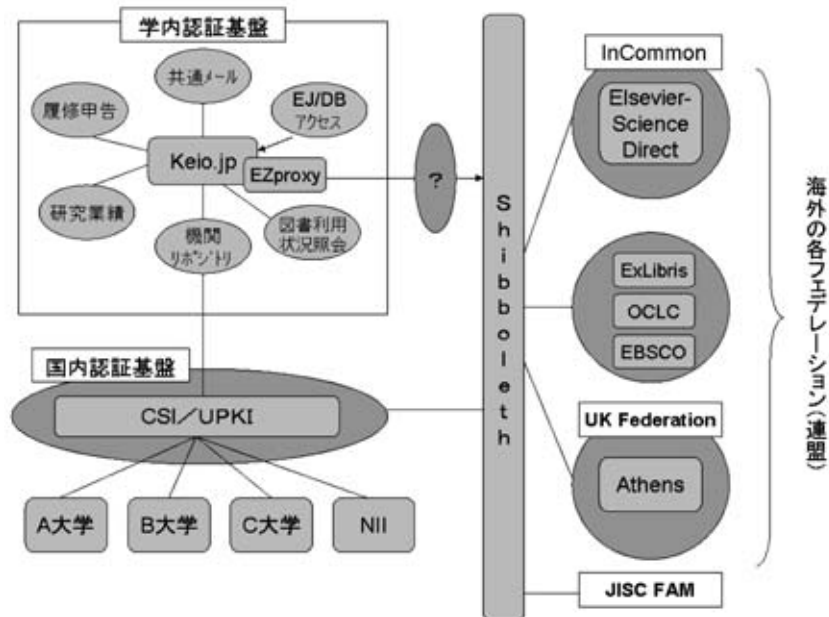 学内認証基盤
共通メール
履修申告
EJ/DB
アクセス
Keio.jp
EZproxy
研究業績
機関
リポジトリ
図書利用
状況照会
?
国内認証基盤
CSI/UPKI
A大学
B大学
C大学
NII
Shibboleth
InCommon
Elsevier-
Science
Direct
ExLibris
OCLC
EBSCO
UK Federation
Athens
JISC FAM
海外の各フェデレーション(連盟)